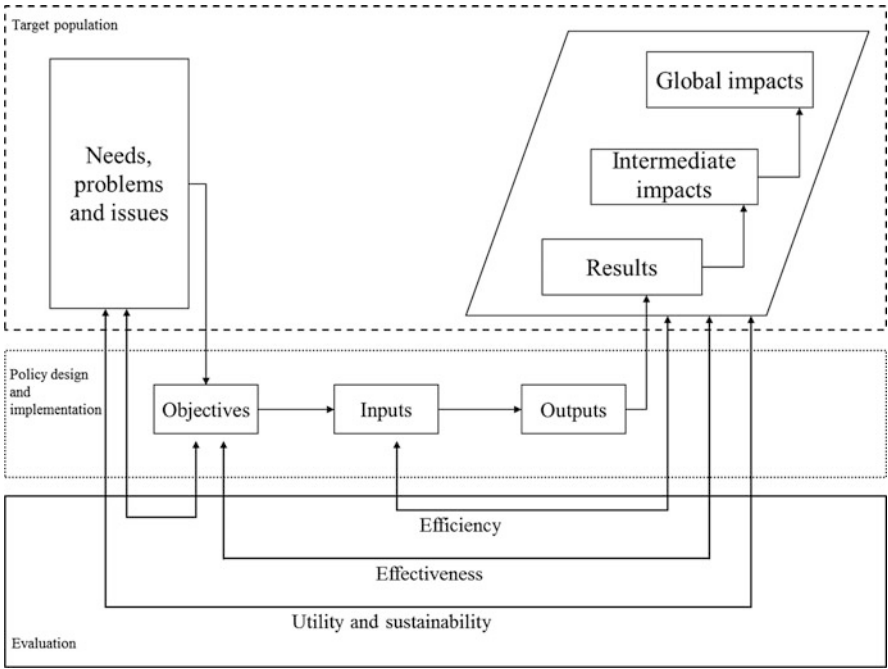 Target population
Needs,
problems
and issues
Global impacts
Intermediate
impacts
Results
Policy design
and
implementation
Objectives
Inputs
Outputs
Efficiency
Effectiveness
Utility and sustainability
Evaluation